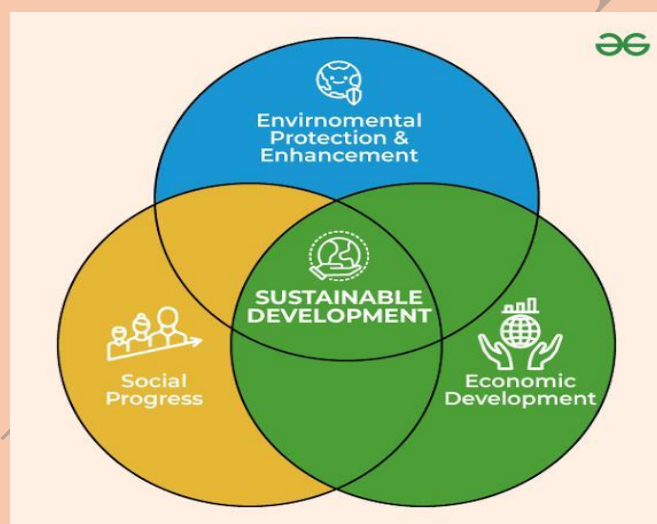 Envirnomental
Protection &
Enhancement
SUSTAINABLE
DEVELOPMENT
Social
Progress
Economic
Development